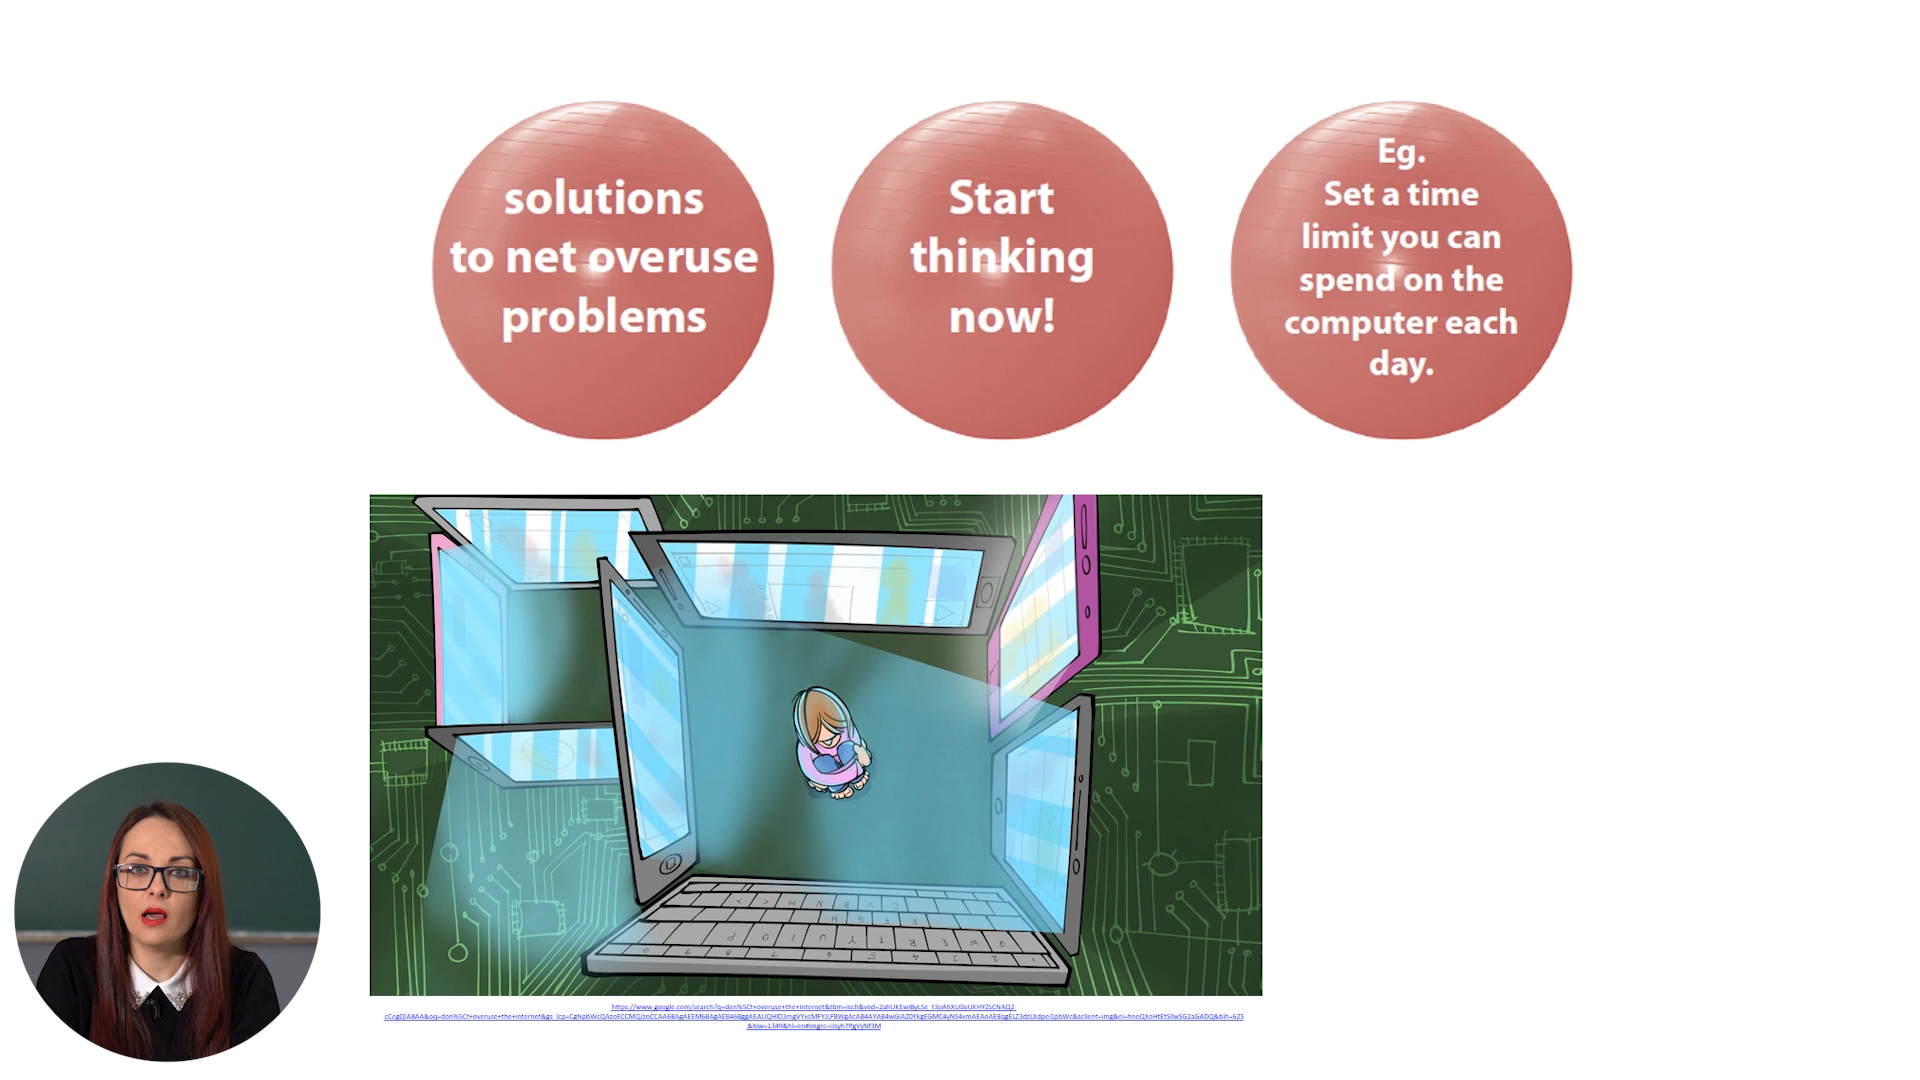 solutions
to net overuse
problems
Start
thinking
now!
Eg.
Set a time
limit you can
spend on the
computer each
day.